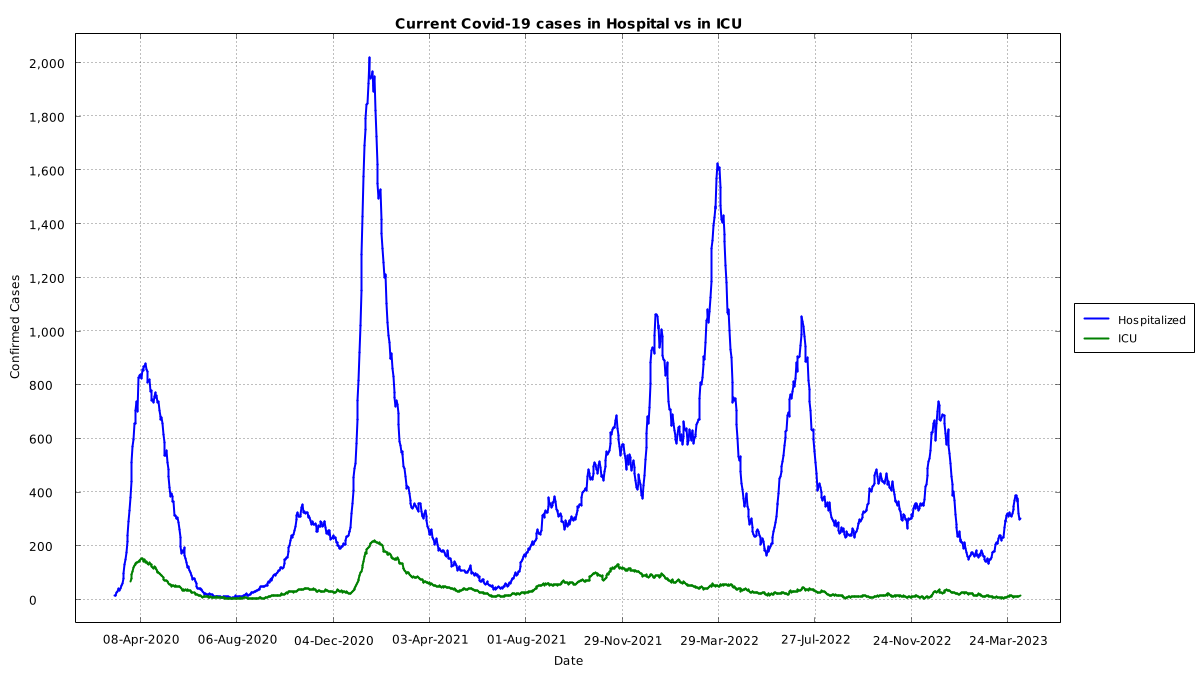 Current Covid-19 cases in Hospital vs in ICU
2,000
1,800
1,600
1,400
1,200
1,000
800
600
400
200
0
Confirmed Cases
08-Apr-2020 06-Aug-2020 04-Dec-2020 03-Apr-2021 01-Aug-2021 29-Nov-2021 29-Mar-2022 27-Jul-2022 24-Nov-2022 24-Mar-2023
Date
Hospitalized
ICU